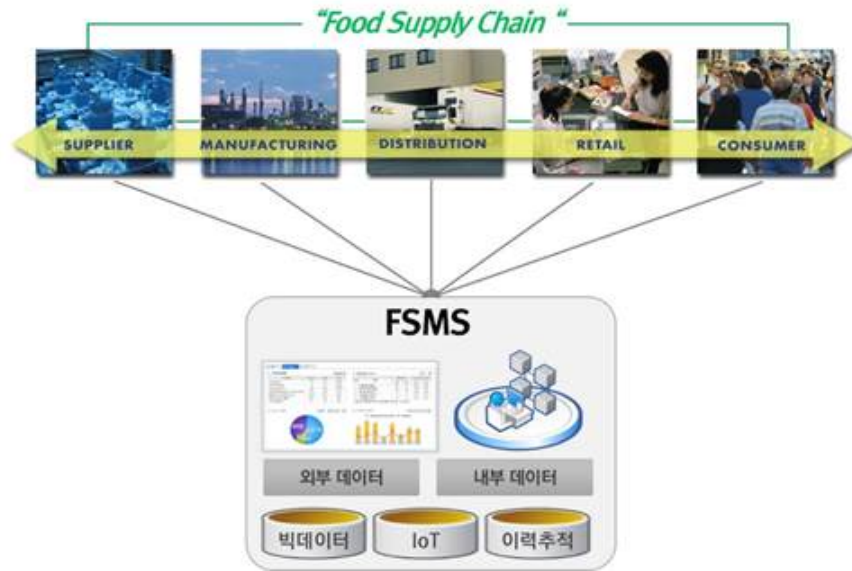 “Food Supply Chain “
SUPPLIER
MANUFACTURING
DISTRIBUTION
RETAIL
CONSUMER
FSMS
외부 데이터
내부 데이터
빅데이터
IoT
이력추적